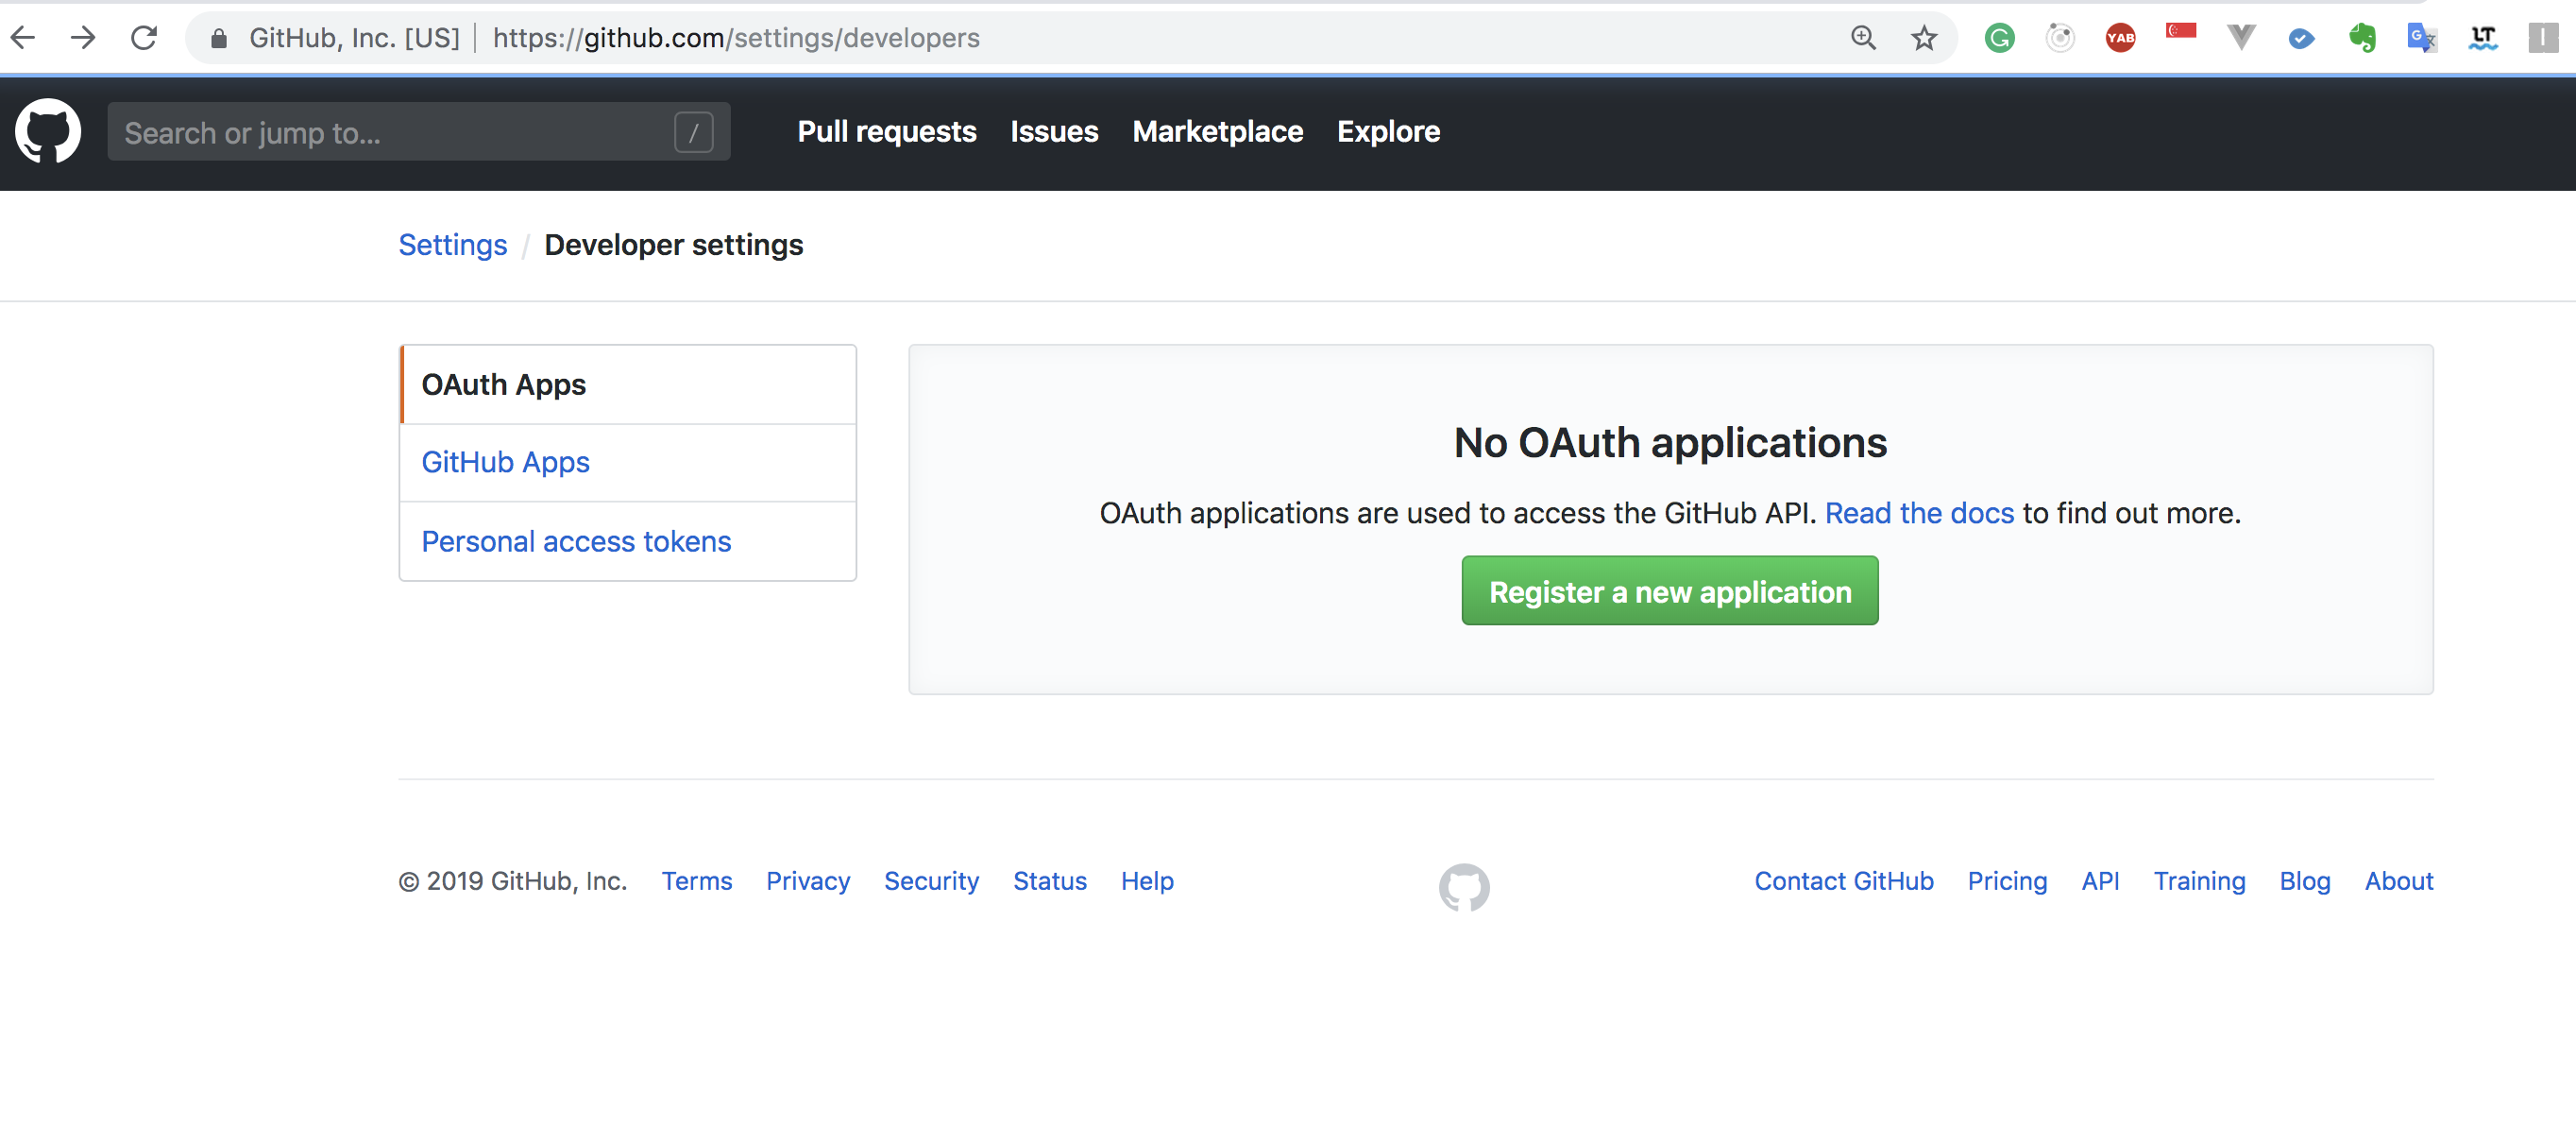 GitHub, Inc. [US] | https://github.com/settings/developers
YAB
G
LT
Search or jump to... /
Pull requests Issues Marketplace Explore
Settings / Developer settings
OAuth Apps
GitHub Apps
Personal access tokens
No OAuth applications
OAuth applications are used to access the GitHub API. Read the docs to find out more.
Register a new application
© 2019 GitHub, Inc. Terms Privacy Security Status Help Contact GitHub Pricing API Training Blog About